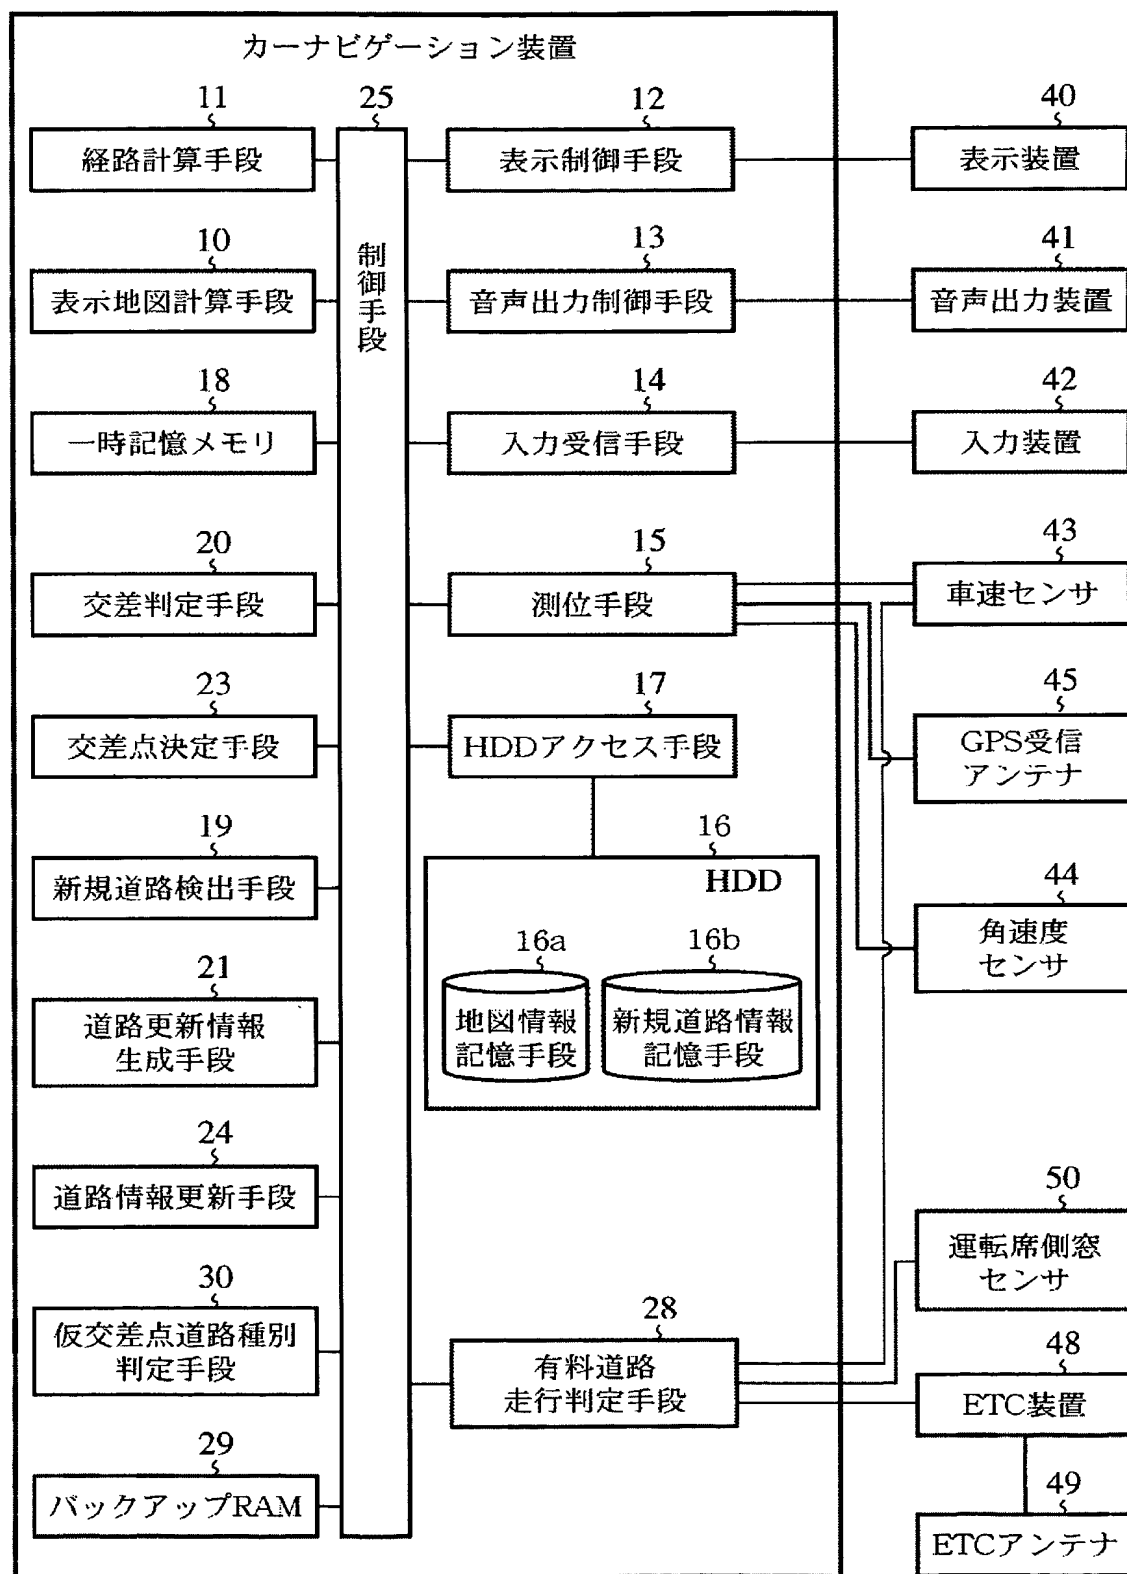 カーナビゲーション装置
11
経路計算手段
25
制御手段
12
表示制御手段
40
表示装置
10
表示地図計算手段
13
音声出力制御手段
41
音声出力装置
18
一時記憶メモリ
14
入力受信手段
42
入力装置
20
交差判定手段
15
測位手段
43
車速センサ
23
交差点決定手段
17
HDDアクセス手段
45
GPS受信
アンテナ
19
新規道路検出手段
16
HDD
16a
地図情報
記憶手段
16b
新規道路情報
記憶手段
44
角速度
センサ
21
道路更新情報
生成手段
24
道路情報更新手段
50
運転席側窓
センサ
30
仮交差点道路種別
判定手段
28
有料道路
走行判定手段
48
ETC装置
29
バックアップRAM
49
ETCアンテナ